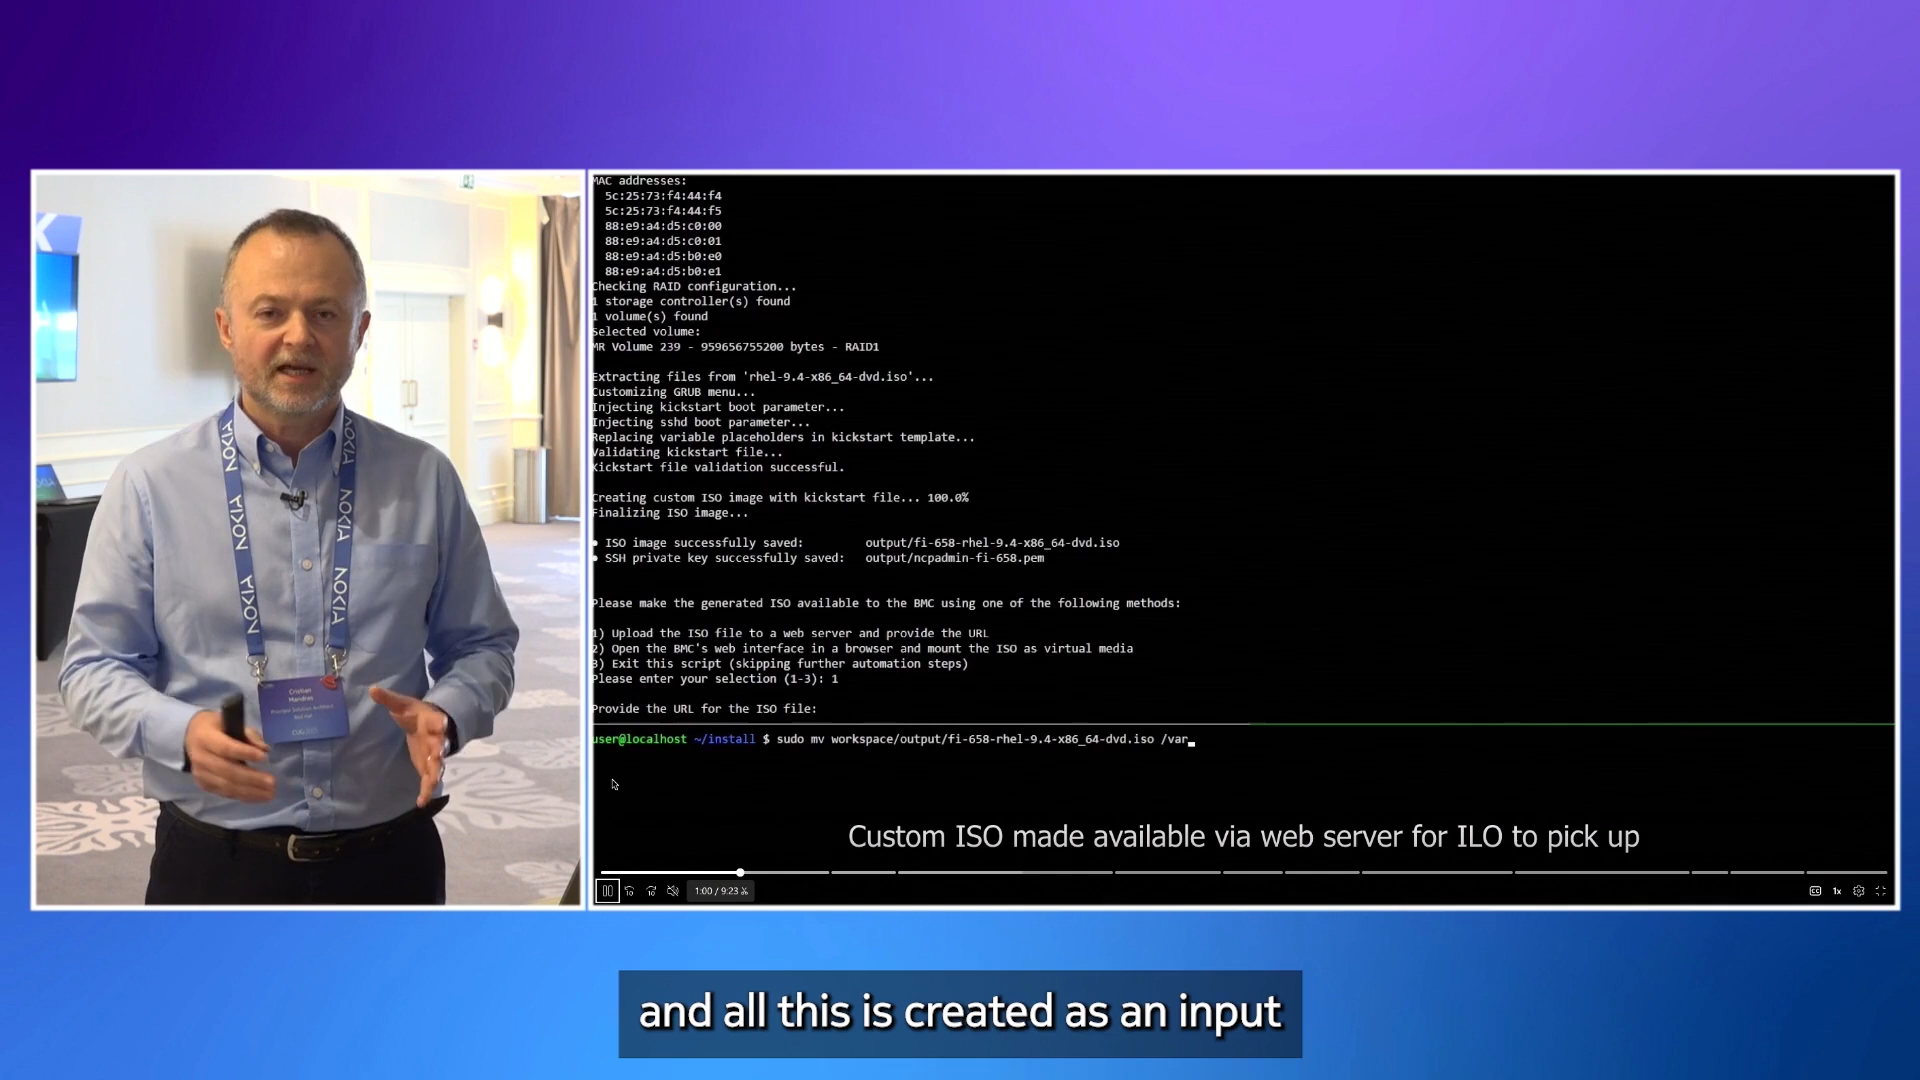 MAC addresses:
5c:25:73:f4:44:f4
5c:25:73:f4:44:f5
88:e9:a4:d5:c0:00
88:e9:a4:d5:c0:01
88:e9:a4:d5:b0:e0
88:e9:a4:d5:b0:e1
Checking RAID configuration...
1 storage controller(s) found
1 volume(s) found
Selected volume:
MR Volume 239 - 959656755200 bytes - RAID1
Extracting files from 'rhel-9.4-x86_64-dvd.iso'...
Customizing GRUB menu...
Injecting kickstart boot parameter...
Injecting sshd boot parameter...
Replacing variable placeholders in kickstart template...
Validating kickstart file...
Kickstart file validation successful.
Creating custom ISO image with kickstart file... 100.0%
Finalizing ISO image...
• ISO image successfully saved: output/fi-658-rhel-9.4-x86_64-dvd.iso
• SSH private key successfully saved: output/ncpadmin-fi-658.pem
Please make the generated ISO available to the BMC using one of the following methods:
1) Upload the ISO file to a web server and provide the URL
2) Open the BMC's web interface in a browser and mount the ISO as virtual media
3) Exit this script (skipping further automation steps)
Please enter your selection (1-3): 1
Provide the URL for the ISO file:
user@localhost ~/install $ sudo mv workspace/output/fi-658-rhel-9.4-x86_64-dvd.iso /var
Custom ISO made available via web server for ILO to pick up
1:00 / 9:23
1x
NOKIA
NOKIA
NOKIA
NOKIA
NOKIA
NOKIA
Cristian
Principal Solution Architect
Red Hat
and all this is created as an input